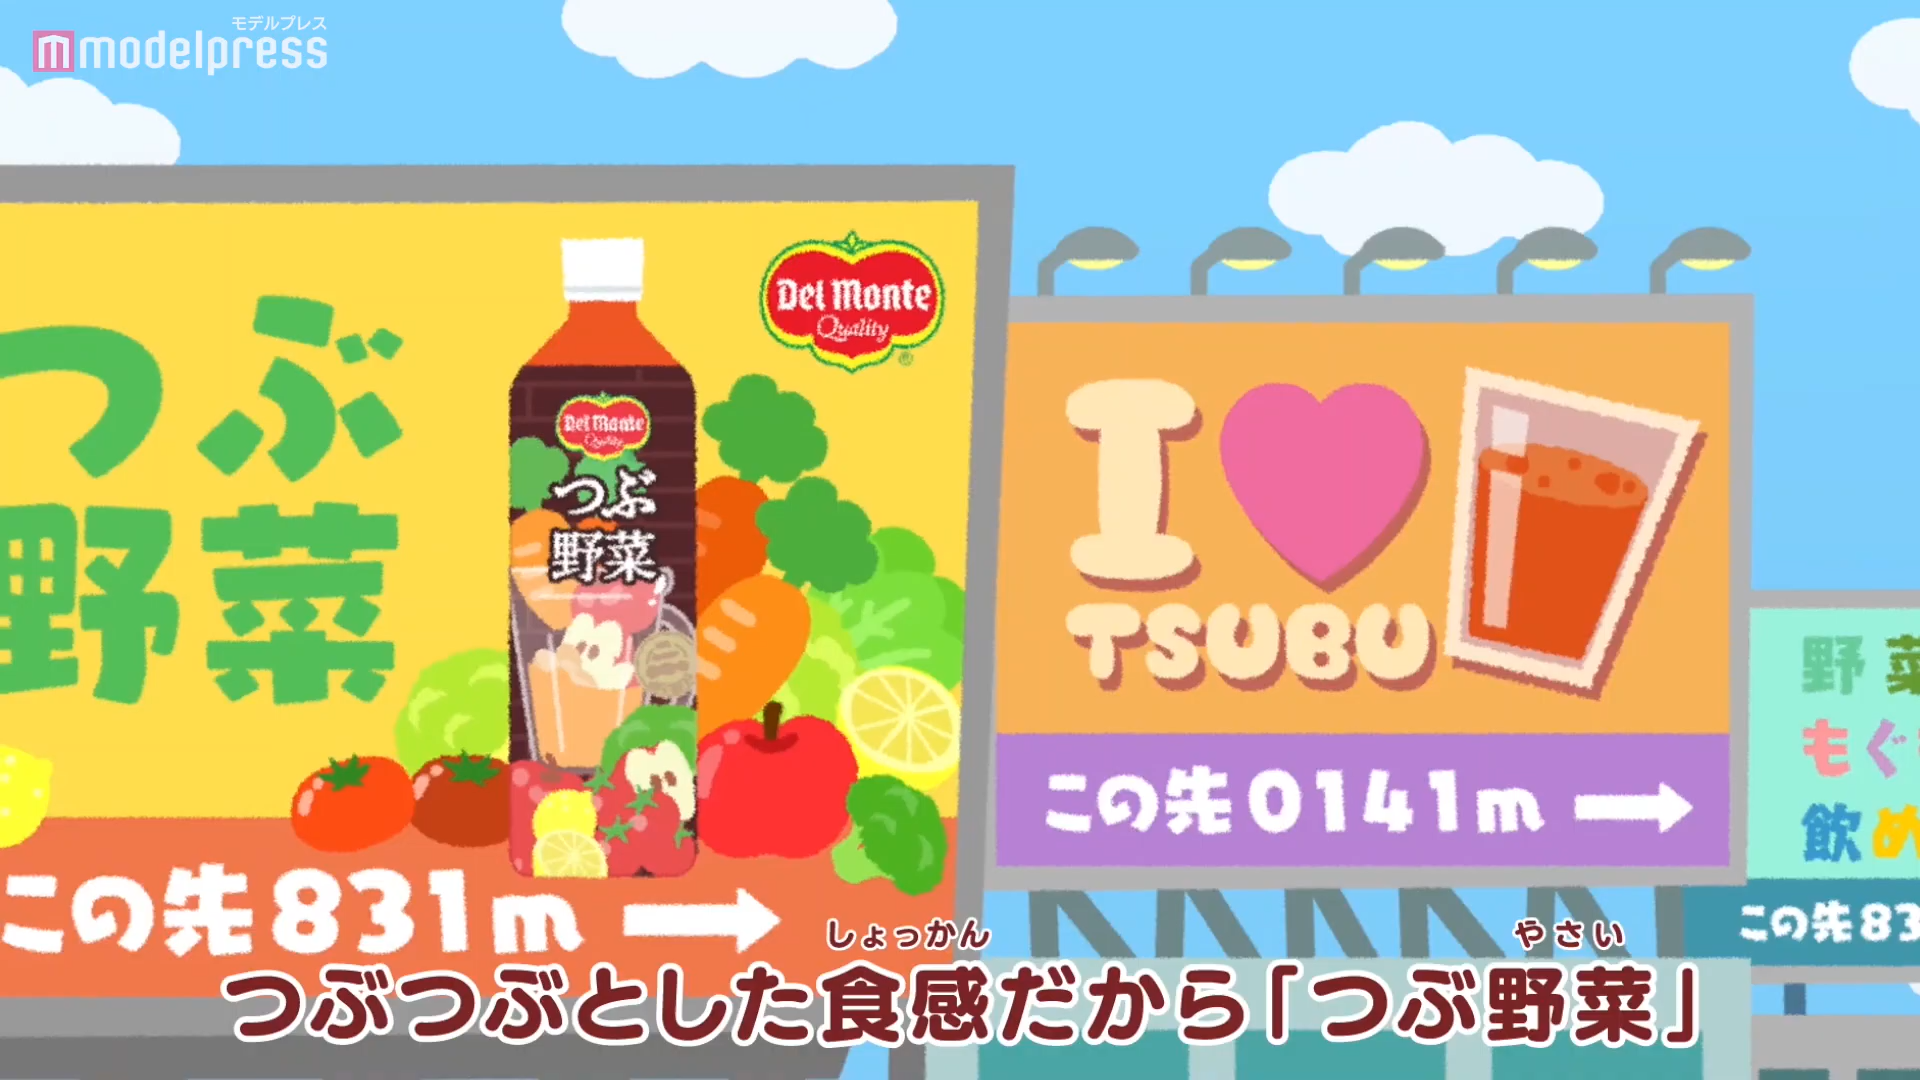 モデルプレス
modelpress
つぶ
野菜
Del Monte
Quality
®
Del Monte
Quality
つぶ
野菜
この先831m→
I ♥
TSUBU
この先0141m→
野菜
もぐ
飲め
この先83
しょっかん やさい
つぶつぶとした食感だから「つぶ野菜」